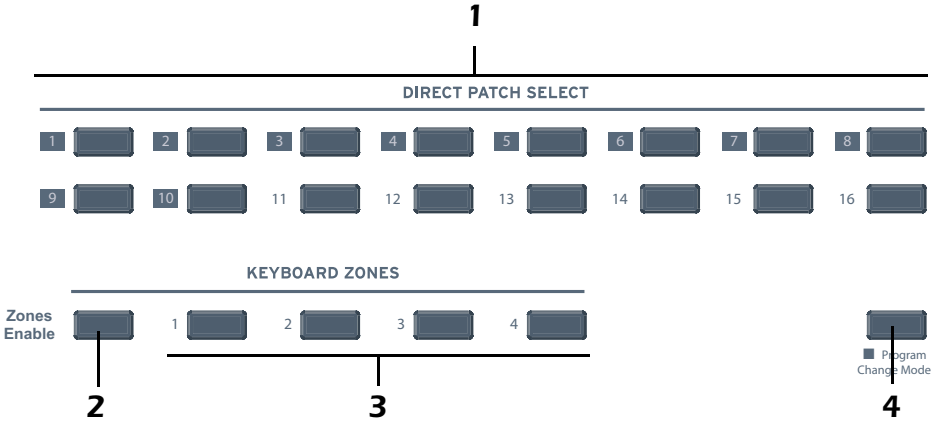 1
DIRECT PATCH SELECT
1 2 3 4 5 6 7 8
9 10 11 12 13 14 15 16
KEYBOARD ZONES
Zones
Enable
1 2 3 4
Program
Change Mode
2 3 4